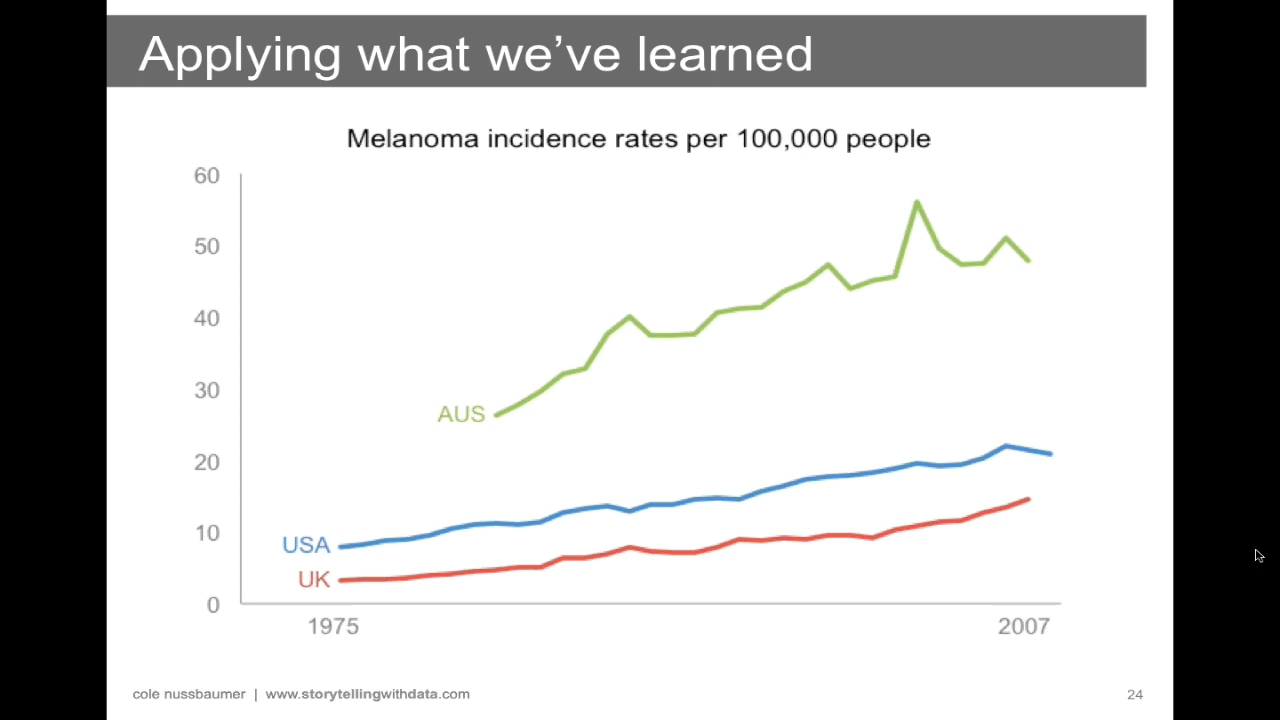 Applying what we've learned
Melanoma incidence rates per 100,000 people
60
50
40
30
AUS
20
10
USA
UK
0
1975 2007
cole nussbaumer | www.storytellingwithdata.com 24